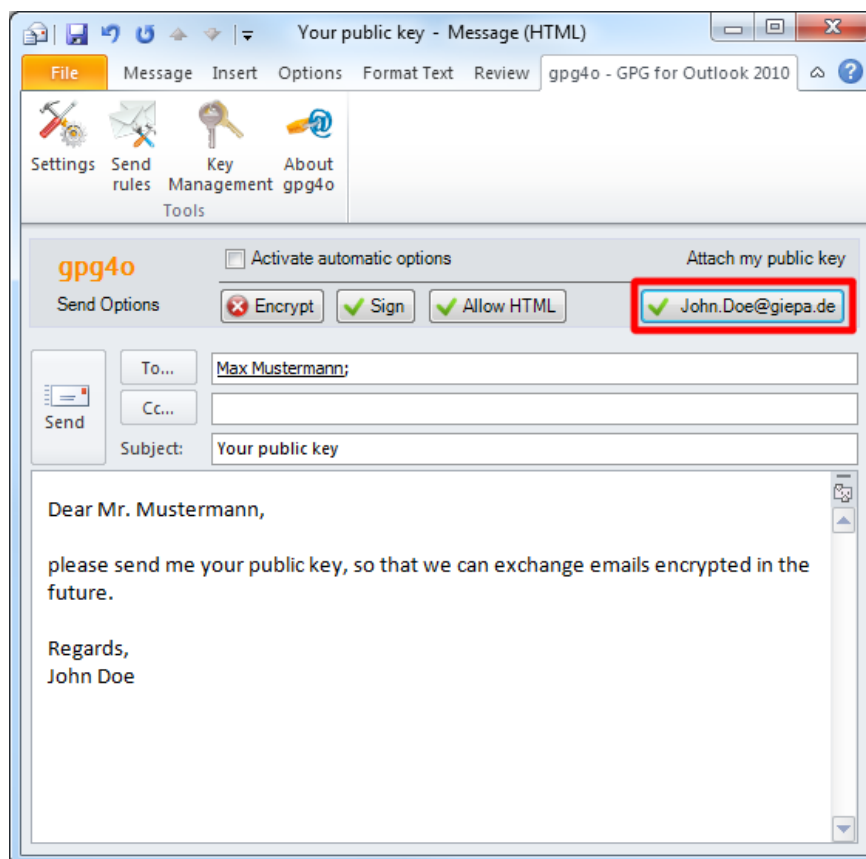 Your public key - Message (HTML)
File Message Insert Options Format Text Review gpg4o - GPG for Outlook 2010
Settings Send rules Key Management About gpg4o
Tools
gpg4o
Activate automatic options Attach my public key
Send Options Encrypt Sign Allow HTML John.Doe@giepa.de
To... Max Mustermann;
Cc...
Send
Subject: Your public key
Dear Mr. Mustermann,
please send me your public key, so that we can exchange emails encrypted in the
future.
Regards,
John Doe